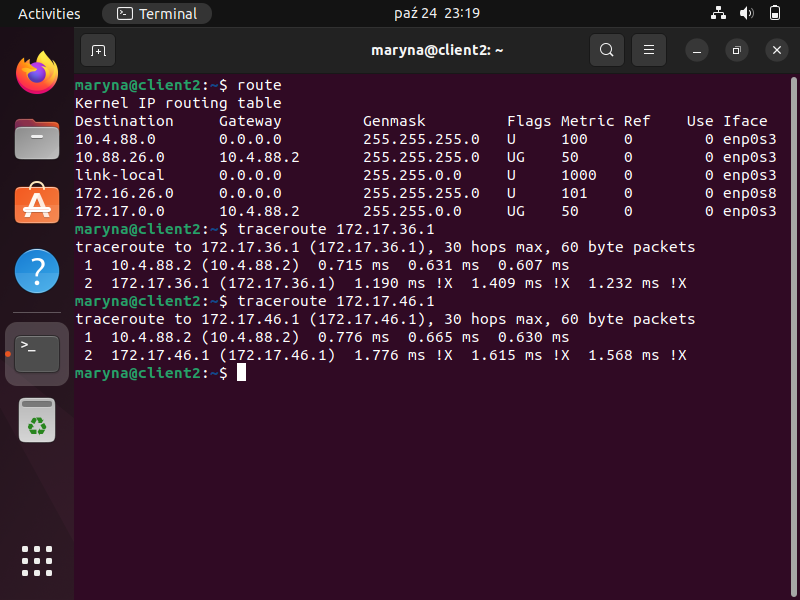 Activities Terminal paź 24 23:19
maryna@client2: ~
maryna@client2:~$ route
Kernel IP routing table
Destination     Gateway         Genmask         Flags Metric Ref    Use Iface
10.4.88.0       0.0.0.0         255.255.255.0   U     100    0        0 enp0s3
10.88.26.0      10.4.88.2       255.255.255.0   UG    50     0        0 enp0s3
link-local      0.0.0.0         255.255.0.0     U     1000   0        0 enp0s3
172.16.26.0     0.0.0.0         255.255.255.0   U     101    0        0 enp0s8
172.17.0.0      10.4.88.2       255.255.0.0     UG    50     0        0 enp0s3
maryna@client2:~$ traceroute 172.17.36.1
traceroute to 172.17.36.1 (172.17.36.1), 30 hops max, 60 byte packets
 1  10.4.88.2 (10.4.88.2)  0.715 ms  0.631 ms  0.607 ms
 2  172.17.36.1 (172.17.36.1)  1.190 ms !X  1.409 ms !X  1.232 ms !X
maryna@client2:~$ traceroute 172.17.46.1
traceroute to 172.17.46.1 (172.17.46.1), 30 hops max, 60 byte packets
 1  10.4.88.2 (10.4.88.2)  0.776 ms  0.665 ms  0.630 ms
 2  172.17.46.1 (172.17.46.1)  1.776 ms !X  1.615 ms !X  1.568 ms !X
maryna@client2:~$